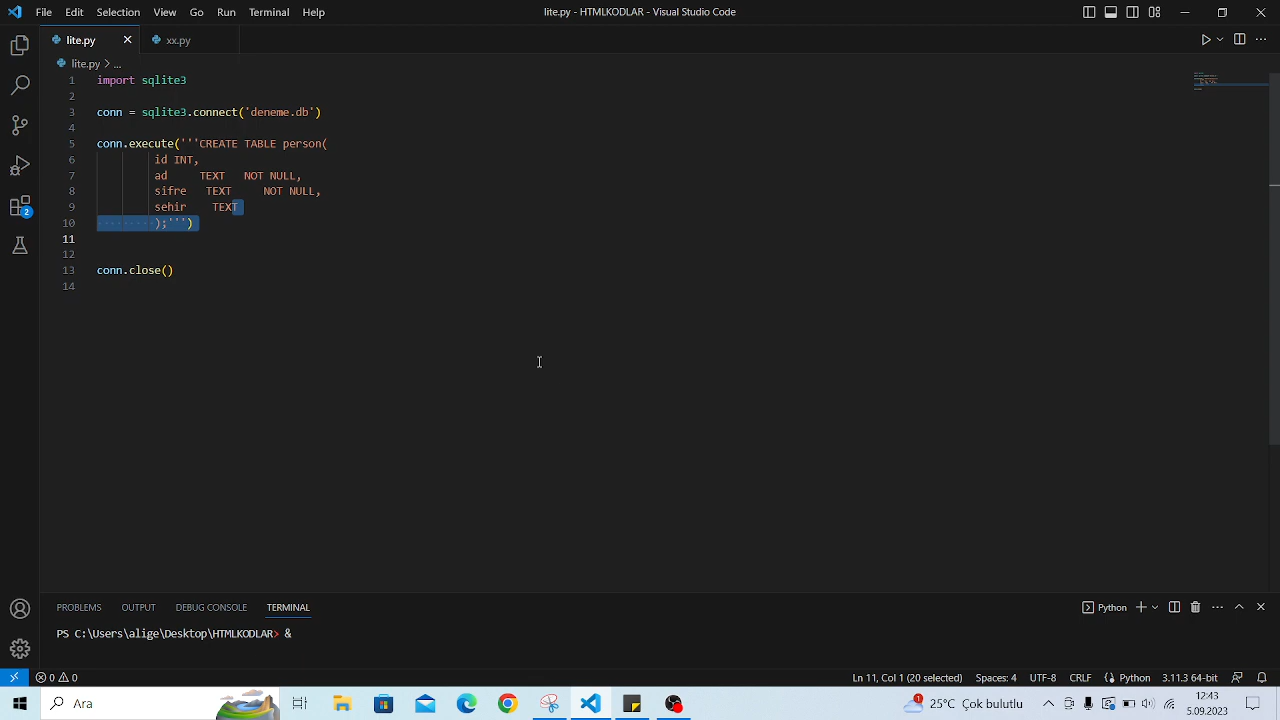 File Edit Selection View Go Run Terminal Help
lite.py - HTMLKODLAR - Visual Studio Code
lite.py
xx.py
lite.py > ...
1 import sqlite3
2
3 conn = sqlite3.connect('deneme.db')
4
5 conn.execute('''CREATE TABLE person(
6 id INT,
7 ad TEXT NOT NULL,
8 sifre TEXT NOT NULL,
9 sehir TEXT
10 );''')
11
12
13 conn.close()
14
2
PROBLEMS OUTPUT DEBUG CONSOLE TERMINAL
Python
PS C:\Users\alige\Desktop\HTMLKODLAR> &
0 0
Ln 11, Col 1 (20 selected) Spaces: 4 UTF-8 CRLF Python 3.11.3 64-bit
Ara
1
22°C Çok bulutlu
12:43
5.09.2023